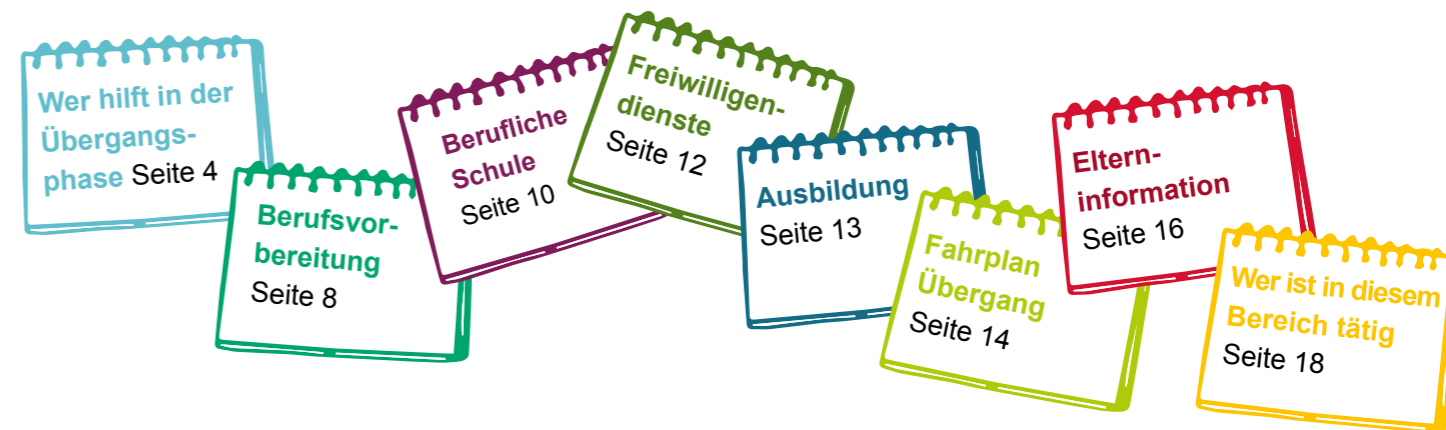 Wer hilft in der
Übergangs-
phase Seite 4
Berufsvor-
bereitung
Seite 8
Berufliche
Schule
Seite 10
Freiwilligen-
dienste
Seite 12
Ausbildung
Seite 13
Fahrplan
Übergang
Seite 14
Eltern-
information
Seite 16
Wer ist in diesem
Bereich tätig
Seite 18